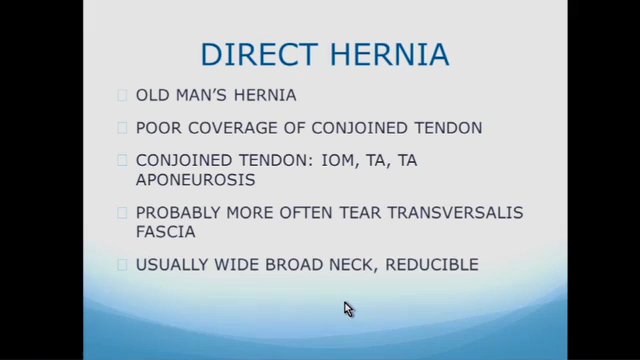 DIRECT HERNIA
OLD MAN'S HERNIA
POOR COVERAGE OF CONJOINED TENDON
CONJOINED TENDON: IOM, TA, TA
APONEUROSIS
PROBABLY MORE OFTEN TEAR TRANSVERSALIS
FASCIA
USUALLY WIDE BROAD NECK, REDUCIBLE